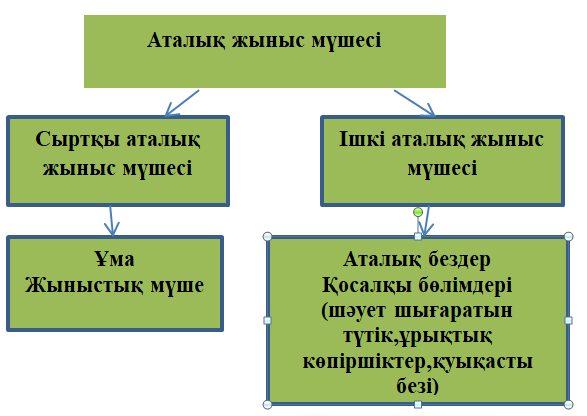 Аталық жыныс мүшесі
Сыртқы аталық
жыныс мүшесі
Ішкі аталық жыныс
мүшесі
Ұма
Жыныстық мүше
Аталық бездер
Қосалқы бөлімдері
(шәует шығаратын
түтік,ұрықтық
көпіршіктер,қуықасты
безі)